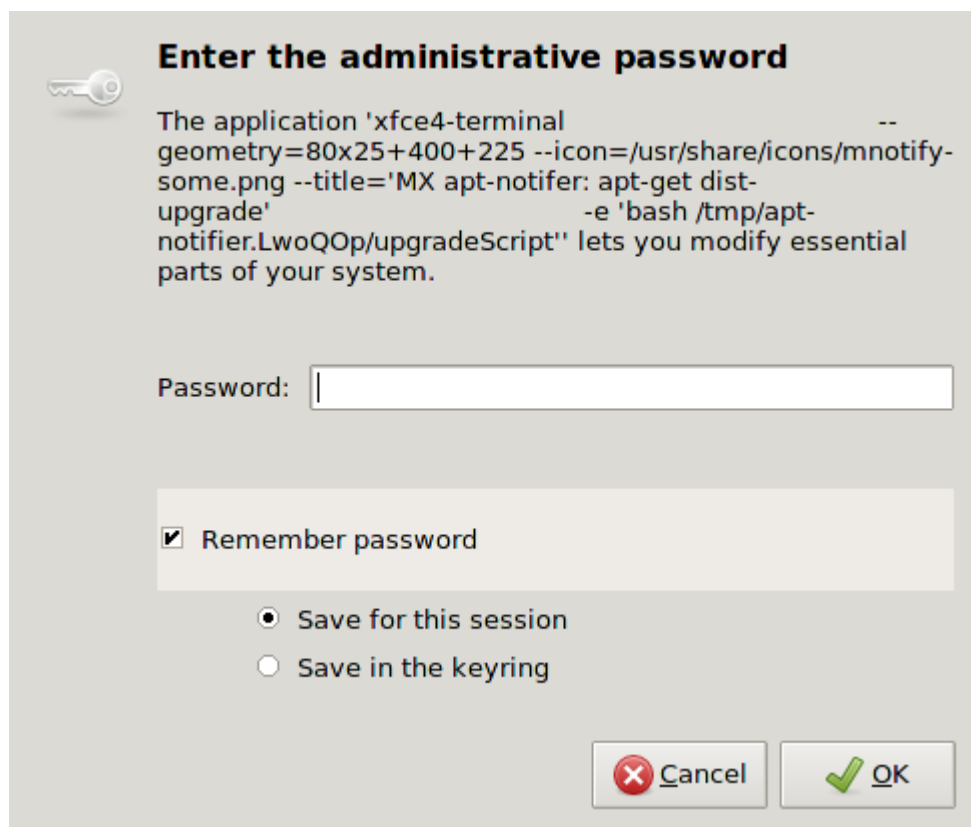 Enter the administrative password
The application 'xfce4-terminal --
geometry=80x25+400+225 --icon=/usr/share/icons/mnotify-
some.png --title='MX apt-notifer: apt-get dist-
upgrade' -e 'bash /tmp/apt-
notifier.LwoQOp/upgradeScript'' lets you modify essential
parts of your system.
Password:
Remember password
Save for this session
Save in the keyring
Cancel OK